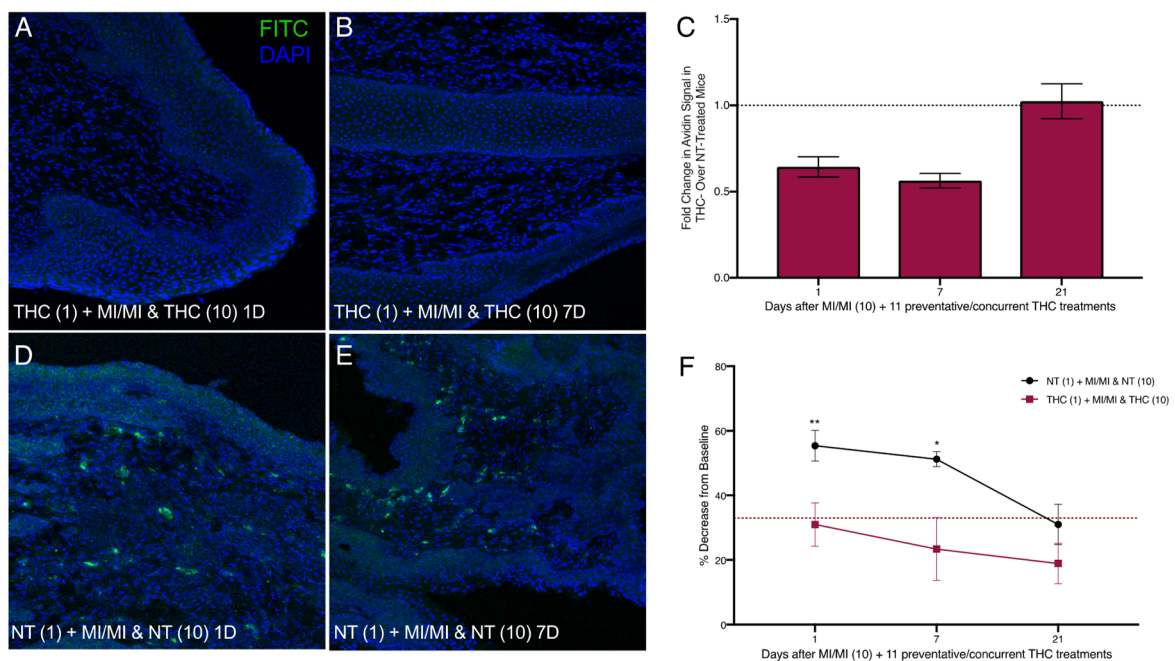 A
FITC
DAPI
THC (1) + MI/MI & THC (10) 1D
B
THC (1) + MI/MI & THC (10) 7D
C
Fold Change in Avidin Signal in
THC- Over NT-Treated Mice
1.5
1.0
0.5
0.0
1
7
21
Days after MI/MI (10) + 11 preventative/concurrent THC treatments
D
NT (1) + MI/MI & NT (10) 1D
E
NT (1) + MI/MI & NT (10) 7D
F
% Decrease from Baseline
80
60
40
20
0
**
*
NT (1) + MI/MI & NT (10)
THC (1) + MI/MI & THC (10)
1
7
21
Days after MI/MI (10) + 11 preventative/concurrent THC treatments